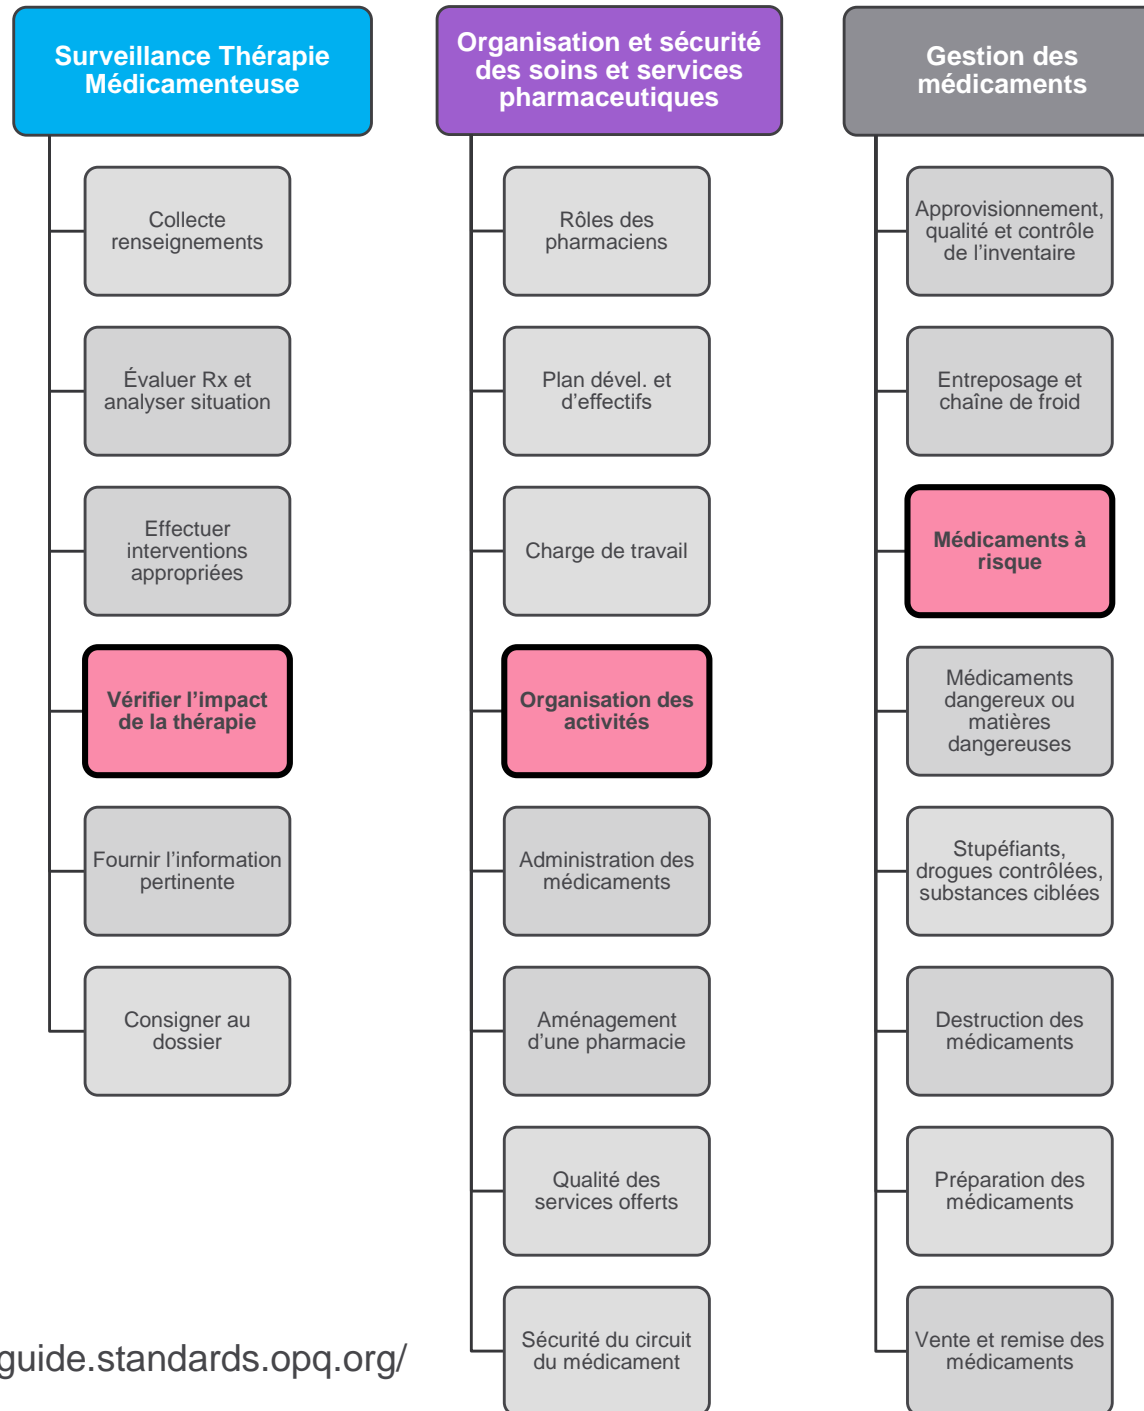 Surveillance Thérapie
Médicamenteuse
Collecte
renseignements
Évaluer Rx et
analyser situation
Effectuer
interventions
appropriées
Vérifier l'impact
de la thérapie
Fournir l'information
pertinente
Consigner au
dossier
Organisation et sécurité
des soins et services
pharmaceutiques
Rôles des
pharmaciens
Plan dével. et
d'effectifs
Charge de travail
Organisation des
activités
Administration des
médicaments
Aménagement
d'une pharmacie
Qualité des
services offerts
Sécurité du circuit
du médicament
Gestion des
médicaments
Approvisionnement,
qualité et contrôle
de l'inventaire
Entreposage et
chaîne de froid
Médicaments à
risque
Médicaments
dangereux ou
matières
dangereuses
Stupéfiants,
drogues contrôlées,
substances ciblées
Destruction des
médicaments
Préparation des
médicaments
Vente et remise des
médicaments
guide.standards.opq.org/